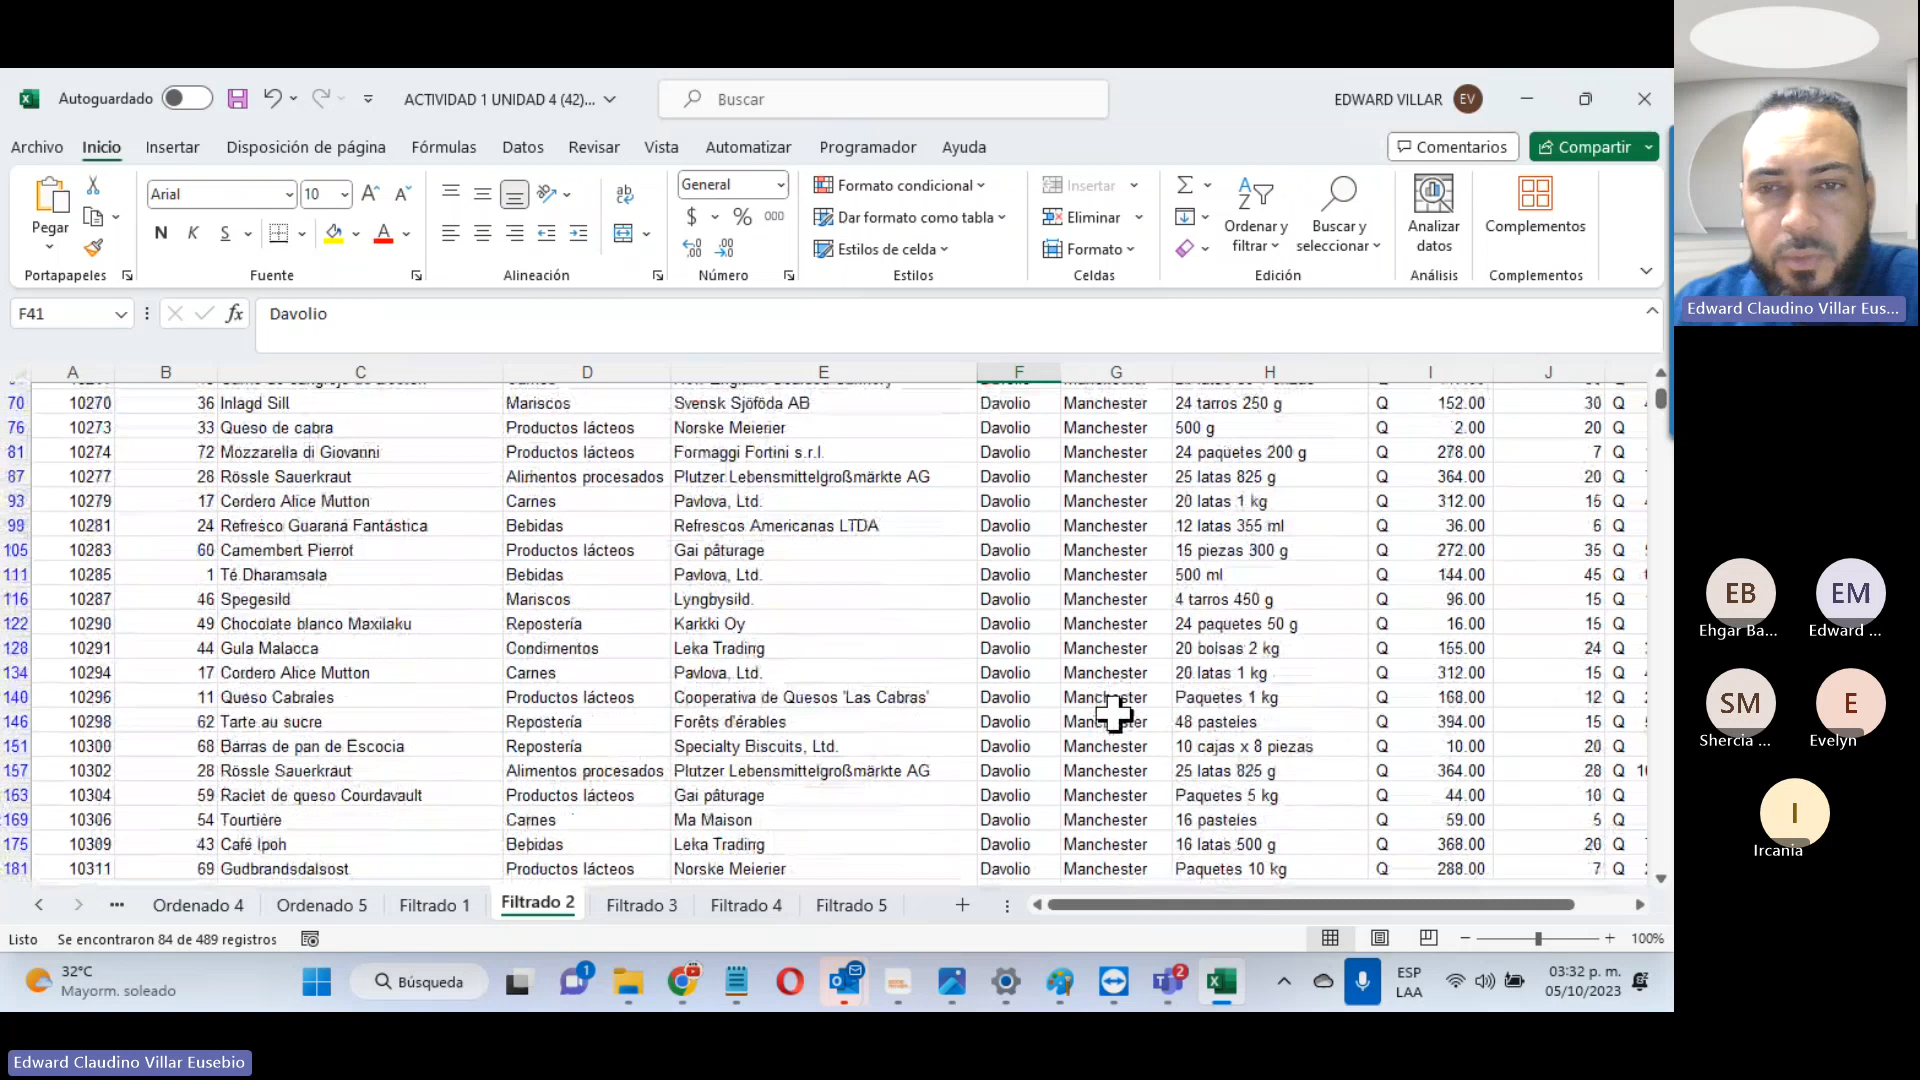 Autoguardado
ACTIVIDAD 1 UNIDAD 4 (42)...
Buscar
EDWARD VILLAR EV
Archivo Inicio Insertar Disposición de página Fórmulas Datos Revisar Vista Automatizar Programador Ayuda Comentarios Compartir
Pegar
Portapapeles
Arial 10
N K S
Fuente
Alineación
General
$ % 000
Número
Formato condicional
Dar formato como tabla
Estilos de celda
Estilos
Insertar
Eliminar
Formato
Celdas
Ordenar y filtrar
Buscar y seleccionar
Edición
Analizar datos
Análisis
Complementos
Complementos
F41 fx Davolio
A B C D E F G H I J
70 10270 36 Inlagd Sill Mariscos Svensk Sjöföda AB Davolio Manchester 24 tarros 250 g Q 152.00 30 Q
76 10273 33 Queso de cabra Productos lácteos Norske Meierier Davolio Manchester 500 g Q 2.00 20 Q
81 10274 72 Mozzarella di Giovanni Productos lácteos Formaggi Fortini s.r.l. Davolio Manchester 24 paquetes 200 g Q 278.00 7 Q
87 10277 28 Rössle Sauerkraut Alimentos procesados Plutzer Lebensmittelgroßmärkte AG Davolio Manchester 25 latas 825 g Q 364.00 20 Q
93 10279 17 Cordero Alice Mutton Carnes Pavlova, Ltd. Davolio Manchester 20 latas 1 kg Q 312.00 15 Q
99 10281 24 Refresco Guaraná Fantástica Bebidas Refrescos Americanas LTDA Davolio Manchester 12 latas 355 ml Q 36.00 6 Q
105 10283 60 Camembert Pierrot Productos lácteos Gai pâturage Davolio Manchester 15 piezas 300 g Q 272.00 35 Q
111 10285 1 Té Dharamsala Bebidas Pavlova, Ltd. Davolio Manchester 500 ml Q 144.00 45 Q
116 10287 46 Spegesild Mariscos Lyngbysild. Davolio Manchester 4 tarros 450 g Q 96.00 15 Q
122 10290 49 Chocolate blanco Maxilaku Repostería Karkki Oy Davolio Manchester 24 paquetes 50 g Q 16.00 15 Q
128 10291 44 Gula Malacca Condimentos Leka Trading Davolio Manchester 20 bolsas 2 kg Q 155.00 24 Q
134 10294 17 Cordero Alice Mutton Carnes Pavlova, Ltd. Davolio Manchester 20 latas 1 kg Q 312.00 15 Q
140 10296 11 Queso Cabrales Productos lácteos Cooperativa de Quesos 'Las Cabras' Davolio Manchester Paquetes 1 kg Q 168.00 12 Q
146 10298 62 Tarte au sucre Repostería Forêts d'érables Davolio Manchester 48 pasteles Q 394.00 15 Q
151 10300 68 Barras de pan de Escocia Repostería Specialty Biscuits, Ltd. Davolio Manchester 10 cajas x 8 piezas Q 10.00 20 Q
157 10302 28 Rössle Sauerkraut Alimentos procesados Plutzer Lebensmittelgroßmärkte AG Davolio Manchester 25 latas 825 g Q 364.00 28 Q
163 10304 59 Raclet de queso Courdavault Productos lácteos Gai pâturage Davolio Manchester Paquetes 5 kg Q 44.00 10 Q
169 10306 54 Tourtière Carnes Ma Maison Davolio Manchester 16 pasteles Q 59.00 5 Q
175 10309 43 Café Ipoh Bebidas Leka Trading Davolio Manchester 16 latas 500 g Q 368.00 20 Q
181 10311 69 Gudbrandsdalsost Productos lácteos Norske Meierier Davolio Manchester Paquetes 10 kg Q 288.00 7 Q
Ordenado 4 Ordenado 5 Filtrado 1 Filtrado 2 Filtrado 3 Filtrado 4 Filtrado 5
Listo Se encontraron 84 de 489 registros 100%
32°C
Mayorm. soleado
Búsqueda
1
2
ESP
LAA
03:32 p. m.
05/10/2023
Edward Claudino Villar Eus...
EB
Ehgar Ba...
EM
Edward ...
SM
Shercia ...
E
Evelyn
I
Ircania
Edward Claudino Villar Eusebio